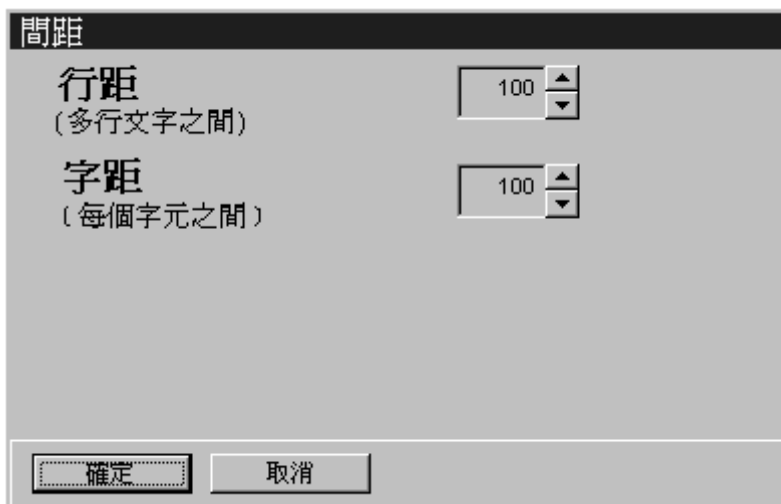 間距
行距 100
(多行文字之間)
字距 100
(每個字元之間)
確定 取消